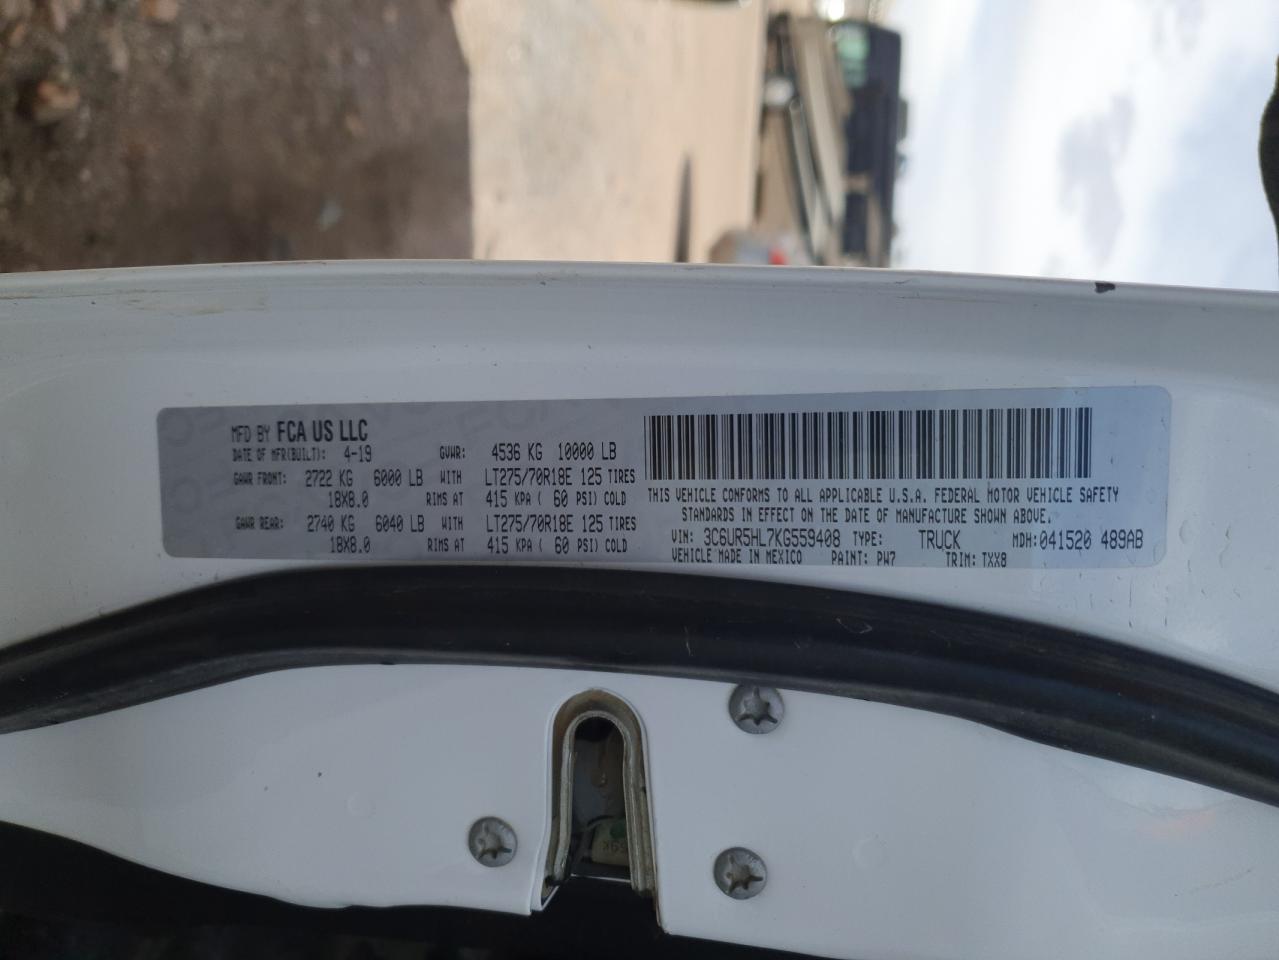 MFD BY FCA US LLC
DATE OF MFR(BUILT): 4-19 GVWR: 4536 KG 10000 LB
GAWR FRONT: 2722 KG 6000 LB WITH LT275/70R18E 125 TIRES
18X8.0 RIMS AT 415 KPA ( 60 PSI) COLD
GAWR REAR: 2740 KG 6040 LB WITH LT275/70R18E 125 TIRES
18X8.0 RIMS AT 415 KPA ( 60 PSI) COLD
THIS VEHICLE CONFORMS TO ALL APPLICABLE U.S.A. FEDERAL MOTOR VEHICLE SAFETY
STANDARDS IN EFFECT ON THE DATE OF MANUFACTURE SHOWN ABOVE.
VIN: 3C6UR5HL7KG559408 TYPE: TRUCK MDH: 041520 489AB
VEHICLE MADE IN MEXICO PAINT: PW7 TRIM: TXX8